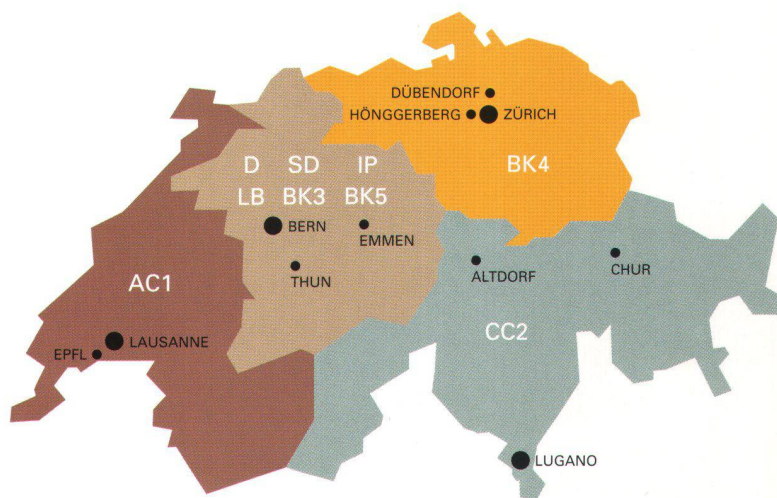 DÜBENDORF
HÖNGGERBERG ZÜRICH
D SD IP
BK4
LB BK3 BK5
BERN
EMMEN
THUN
ALTDORF
CHUR
AC1
CC2
LAUSANNE
EPFL
LUGANO